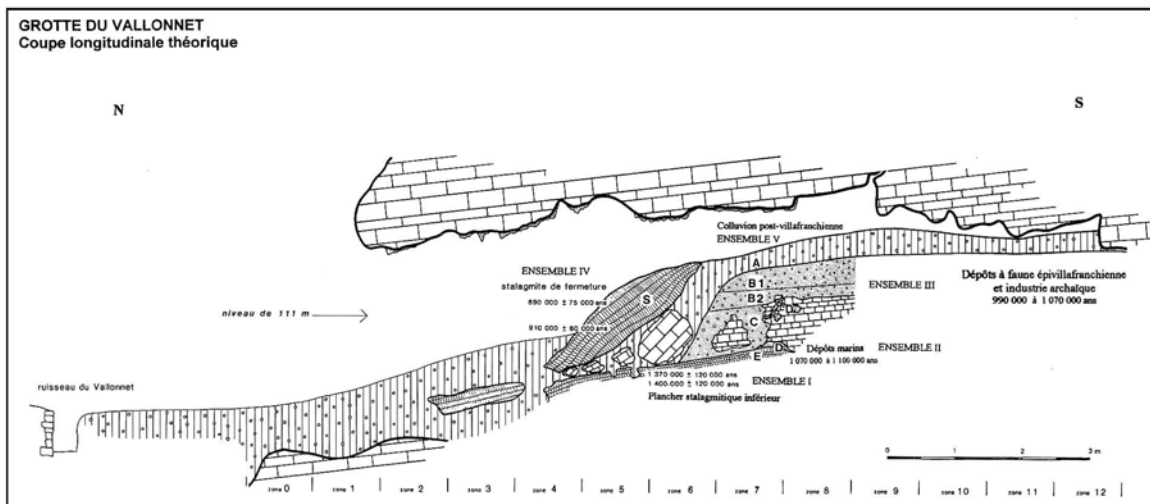 GROTTE DU VALLONNET
Coupe longitudinale théorique
N
S
Colluvion post-villafranchienne
ENSEMBLE V
A
ENSEMBLE IV
stalagmite de fermeture
890 000 ± 75 000 ans
S
B1
B2
ENSEMBLE III
Dépôts à faune épivillafranchienne
et industrie archaïque
990 000 à 1 070 000 ans
niveau de 111 m
910 000 ± 60 000 ans
C
D
D
Dépôts marins
ENSEMBLE II
1 070 000 à 1 100 000 ans
E
1 370 000 ± 120 000 ans
1 400 000 ± 120 000 ans
ENSEMBLE I
Plancher stalagmitique inférieur
ruisseau du Vallonnet
0 1 2 3 m
zone 0 zone 1 zone 2 zone 3 zone 4 zone 5 zone 6 zone 7 zone 8 zone 9 zone 10 zone 11 zone 12